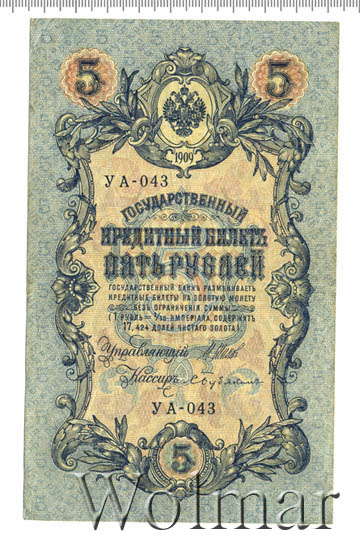 5 5
1909
УА-043
ГОСУДАРСТВЕННЫЙ
КРЕДИТНЫЙ БИЛЕТЪ
ПЯТЬ РУБЛЕЙ
ГОСУДАРСТВЕННЫЙ БАНКЪ РАЗМѢНИВАЕТЪ
КРЕДИТНЫЕ БИЛЕТЫ НА ЗОЛОТУЮ МОНЕТУ
БЕЗЪ ОГРАНИЧЕНІЯ СУММЫ
(1 РУБЛЬ = 1/15 ИМПЕРІАЛА, СОДЕРЖИТЪ
17,424 ДОЛЕЙ ЧИСТАГО ЗОЛОТА)
Управляющій
Кассиръ
УА-043
5
Wolmar